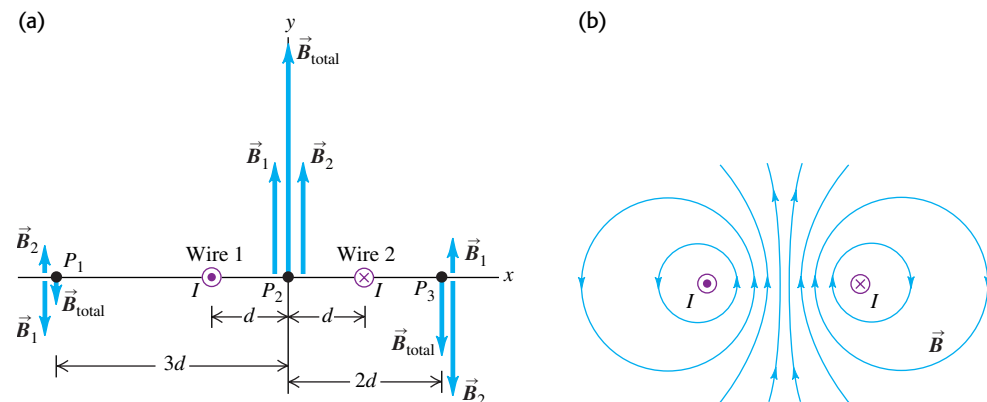 (a)
y
B⃗total
B⃗1
B⃗2
B⃗2
P1
Wire 1
Wire 2
B⃗1
x
I
P2
I
P3
B⃗total
B⃗1
d
d
B⃗total
3d
2d
B⃗2
(b)
I
I
B⃗